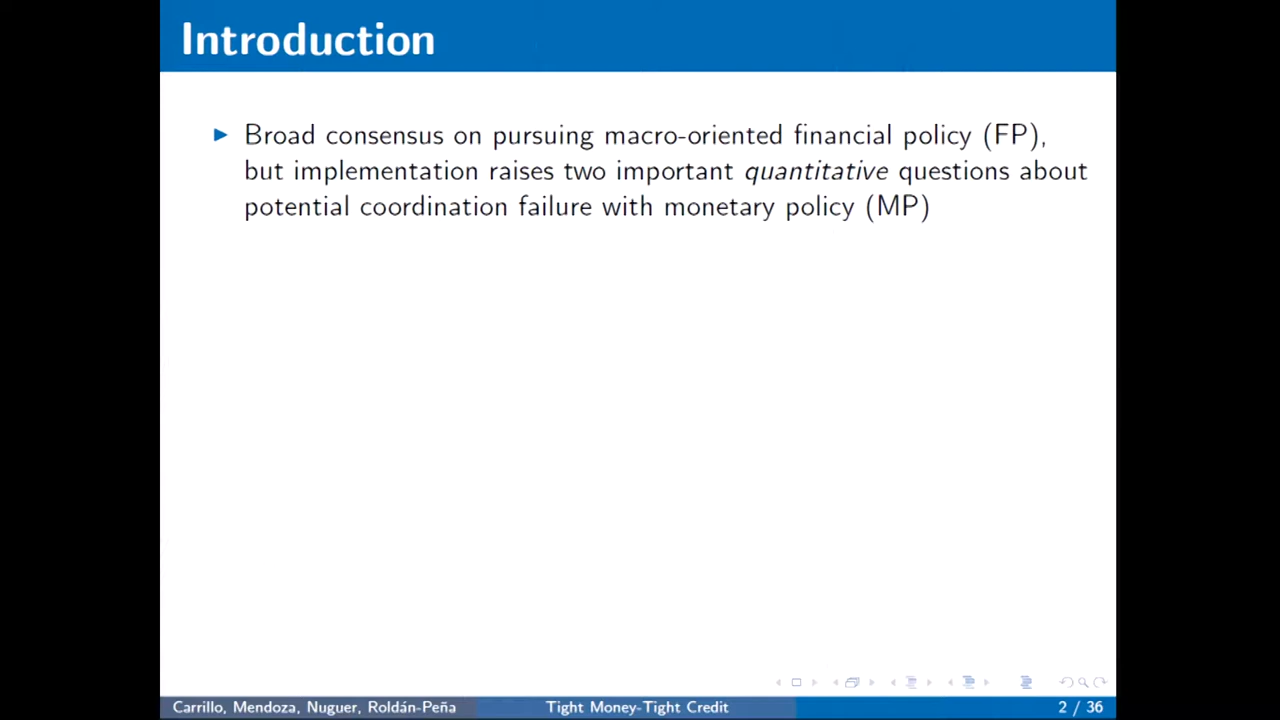 Introduction
Broad consensus on pursuing macro-oriented financial policy (FP),
but implementation raises two important quantitative questions about
potential coordination failure with monetary policy (MP)
Carrillo, Mendoza, Nuguer, Roldán-Peña
Tight Money-Tight Credit
2 / 36